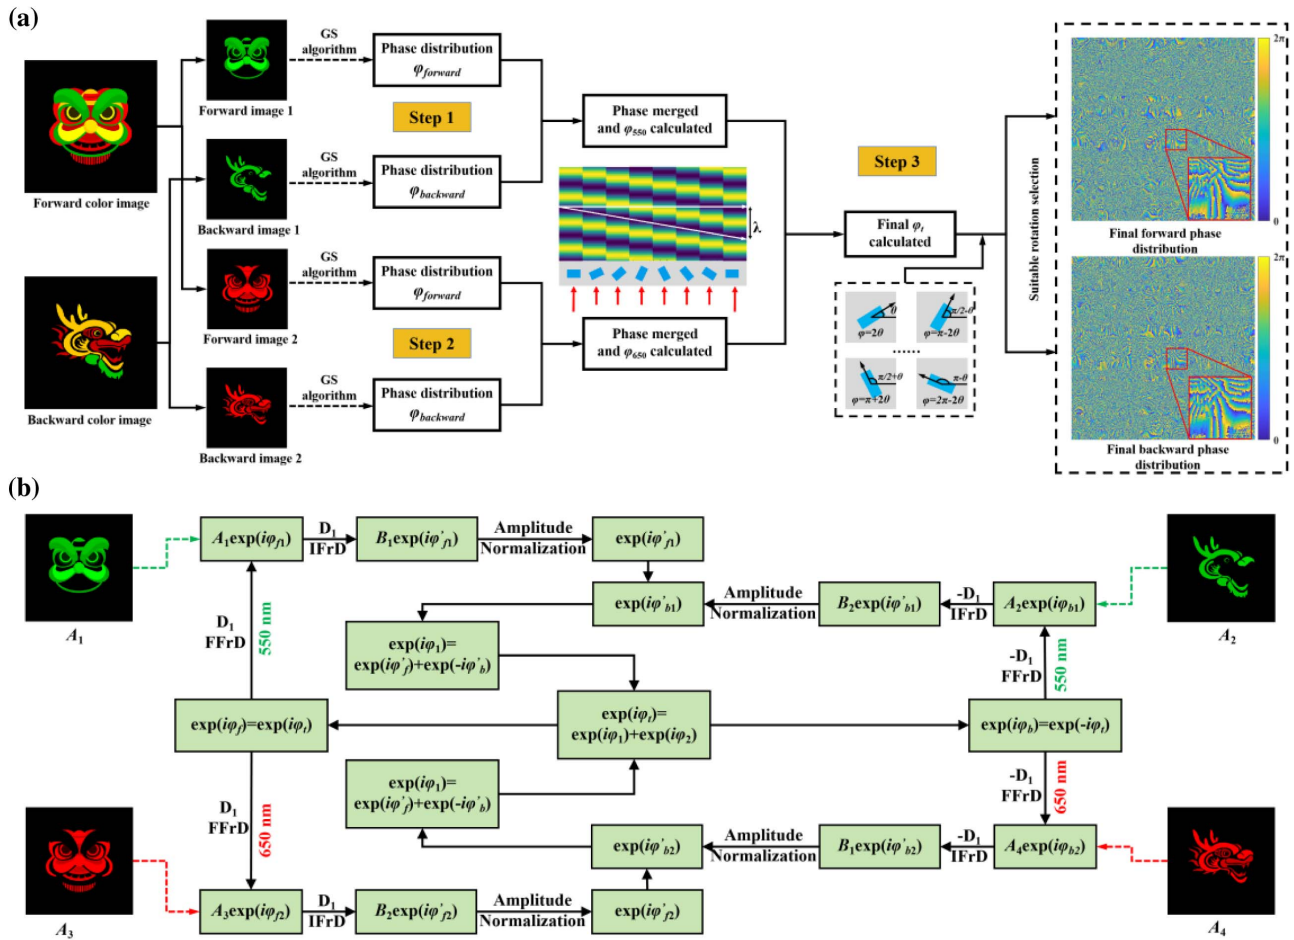 (a)
GS
algorithm
Phase distribution
φforward
Forward image 1
Step 1
Phase merged
and φ550 calculated
Forward color image
GS
algorithm
Phase distribution
φbackward
Backward image 1
λ
Step 3
Final φt
calculated
Suitable rotation selection
2π
0
Final forward phase
distribution
GS
algorithm
Phase distribution
φforward
Forward image 2
Step 2
Phase merged
and φ650 calculated
θ
φ=2θ
π/2-θ
φ=π-2θ
......
π/2+θ
φ=π+2θ
π-θ
φ=2π-2θ
Backward color image
GS
algorithm
Phase distribution
φbackward
Backward image 2
2π
0
Final backward phase
distribution
(b)
A1
A1exp(iφf1)
D1
IFrD
B1exp(iφ'f1)
Amplitude
Normalization
exp(iφ'f1)
exp(iφ'b1)
Amplitude
Normalization
B2exp(iφ'b1)
-D1
IFrD
A2exp(iφb1)
A2
D1
FFrD
550 nm
exp(iφ1)=
exp(iφ'f)+exp(-iφ'b)
-D1
FFrD
550 nm
exp(iφf)=exp(iφt)
exp(iφt)=
exp(iφ1)+exp(iφ2)
exp(iφb)=exp(-iφt)
D1
FFrD
650 nm
exp(iφ1)=
exp(iφ'f)+exp(-iφ'b)
-D1
FFrD
650 nm
exp(iφ'b2)
Amplitude
Normalization
B1exp(iφ'b2)
-D1
IFrD
A4exp(iφb2)
A4
A3
A3exp(iφf2)
D1
IFrD
B2exp(iφ'f2)
Amplitude
Normalization
exp(iφ'f2)